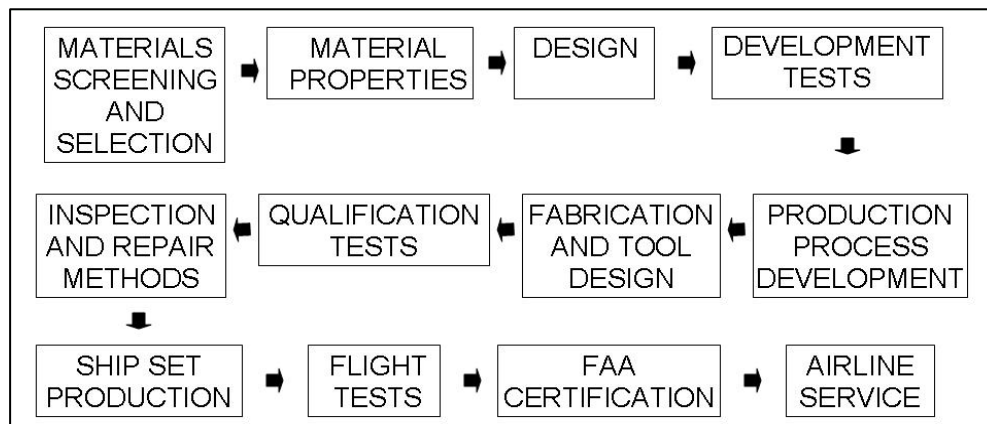 MATERIALS
SCREENING
AND
SELECTION
MATERIAL
PROPERTIES
DESIGN
DEVELOPMENT
TESTS
INSPECTION
AND REPAIR
METHODS
QUALIFICATION
TESTS
FABRICATION
AND TOOL
DESIGN
PRODUCTION
PROCESS
DEVELOPMENT
SHIP SET
PRODUCTION
FLIGHT
TESTS
FAA
CERTIFICATION
AIRLINE
SERVICE